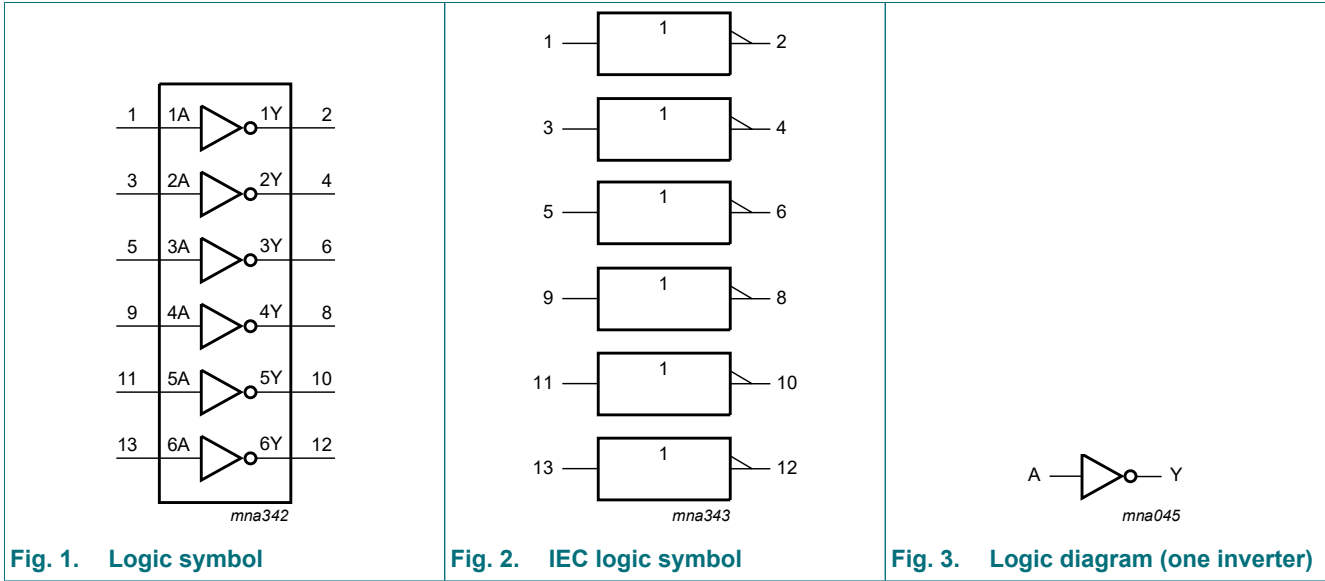 1 1A 1Y 2
3 2A 2Y 4
5 3A 3Y 6
9 4A 4Y 8
11 5A 5Y 10
13 6A 6Y 12
mna342
Fig. 1. Logic symbol
1 1 2
3 1 4
5 1 6
9 1 8
11 1 10
13 1 12
mna343
Fig. 2. IEC logic symbol
A Y
mna045
Fig. 3. Logic diagram (one inverter)